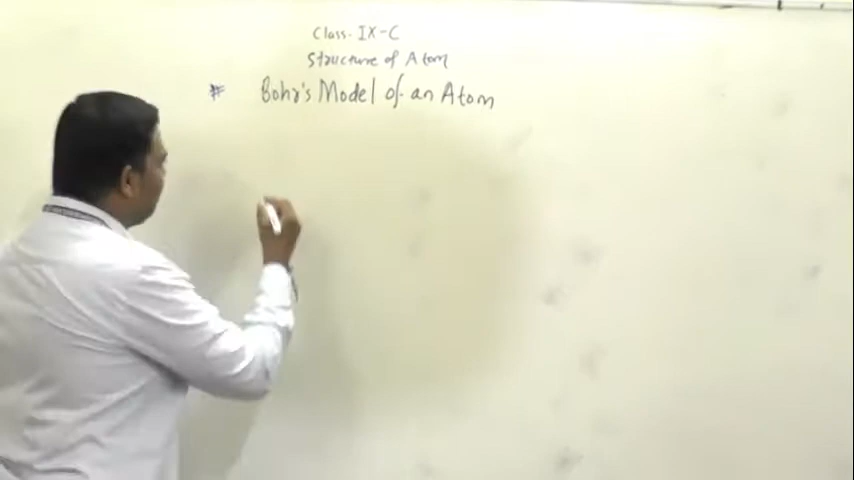 Class- IX-C
Structure of Atom
# Bohr's Model of an Atom